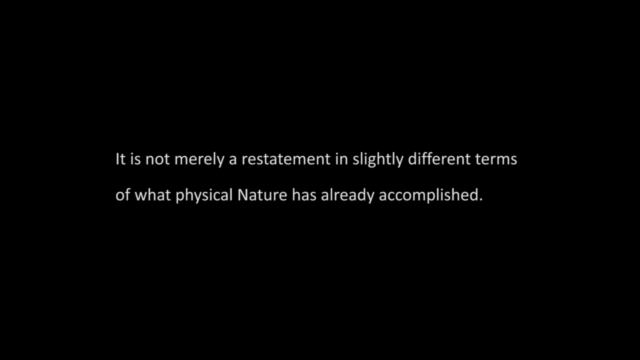 It is not merely a restatement in slightly different terms
of what physical Nature has already accomplished.